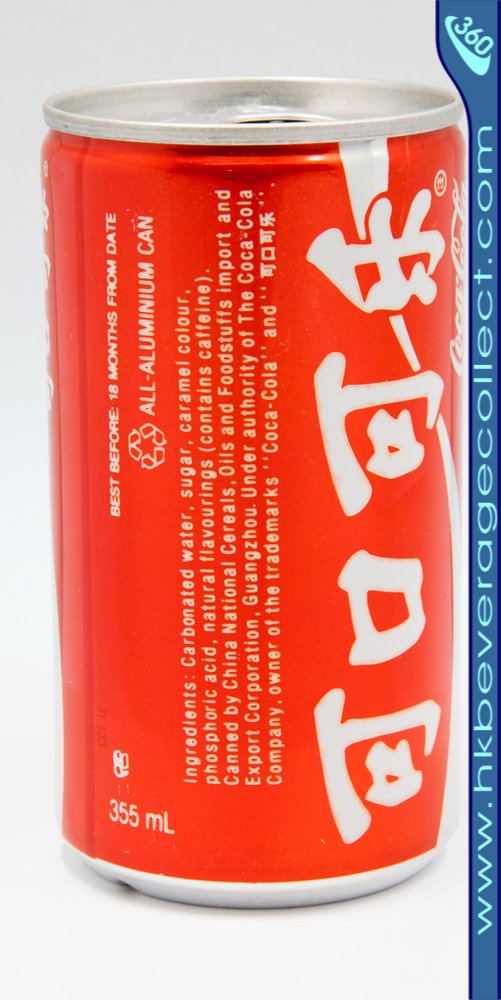 BEST BEFORE: 18 MONTHS FROM DATE
ALL-ALUMINIUM CAN
Ingredients: Carbonated water, sugar, caramel colour,
phosphoric acid, natural flavourings (contains caffeine).
Canned by China National Cereals, Oils and Foodstuffs Import and
Export Corporation, Guangzhou. Under authority of The Coca-Cola
Company, owner of the trademarks "Coca-Cola" and "可口可乐".
355 mL
可口可乐®
Coca-Cola
360
www.hkbeveragecollect.com